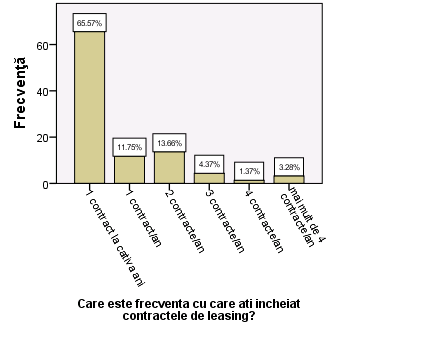 Frecvenţă
60
40
20
0
65.57%
11.75%
13.66%
4.37%
1.37%
3.28%
1 contract la cativa ani
1 contract/an
2 contracte/an
3 contracte/an
4 contracte/an
mai mult de 4
contracte/an
Care este frecventa cu care ati incheiat
contractele de leasing?